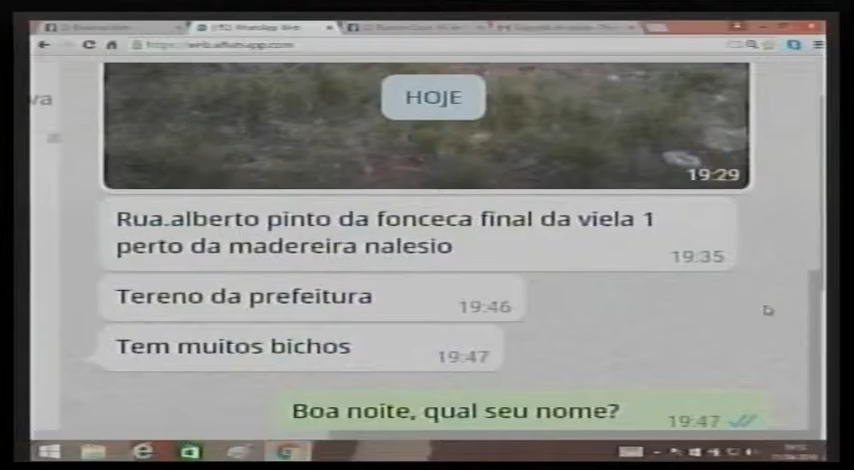 HOJE
19:29
Rua.alberto pinto da fonceca final da viela 1
perto da madereira nalesio
19:35
Tereno da prefeitura
19:46
Tem muitos bichos
19:47
Boa noite, qual seu nome?
19:47